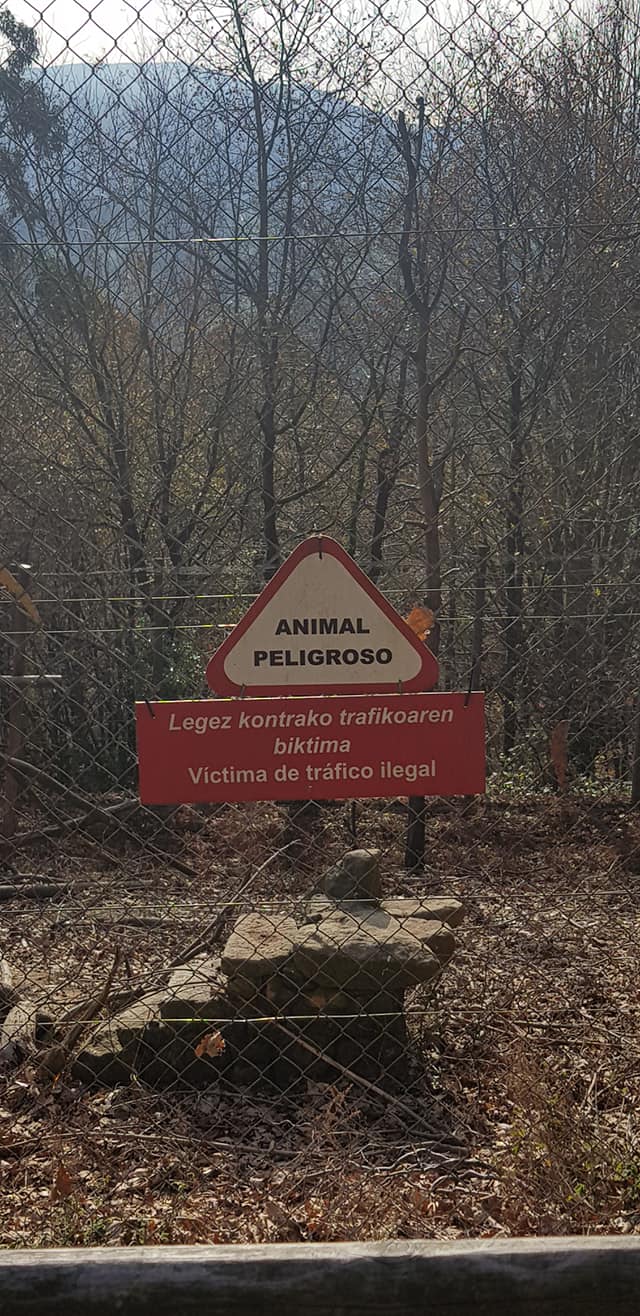 ANIMAL
PELIGROSO
Legez kontrako trafikoaren
biktima
Víctima de tráfico ilegal